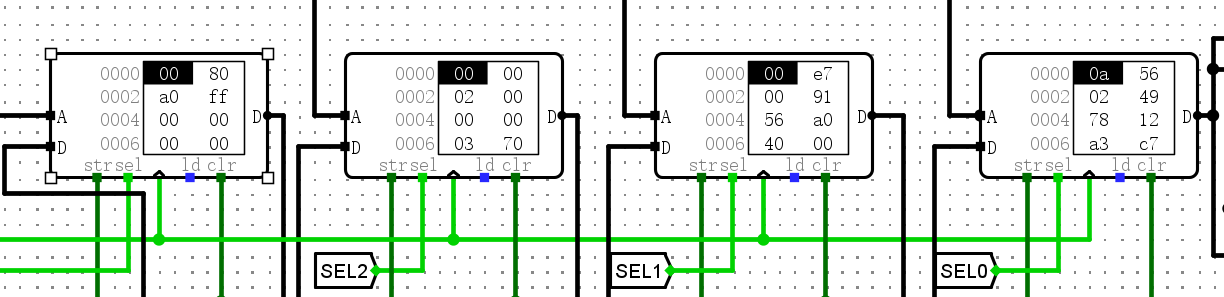 0000 00 80
0002 a0 ff
0004 00 00
0006 00 00
A D
D
str sel ld clr
0000 00 00
0002 02 00
0004 00 00
0006 03 70
A D
D
str sel ld clr
0000 00 e7
0002 00 91
0004 56 a0
0006 40 00
A D
D
str sel ld clr
0000 0a 56
0002 02 49
0004 78 12
0006 a3 c7
A D
D
str sel ld clr
SEL2
SEL1
SEL0